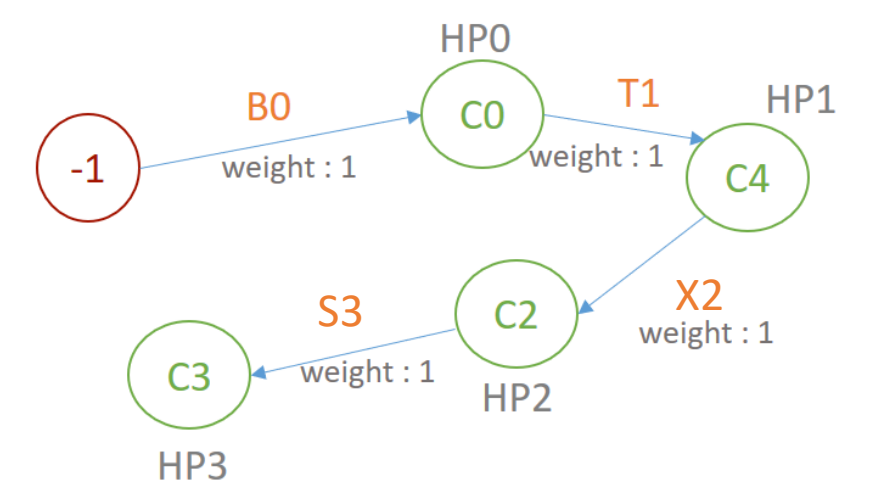 HP0
B0
C0
T1
HP1
-1
weight : 1
weight : 1
C4
X2
S3
C2
weight : 1
C3
weight : 1
HP2
HP3